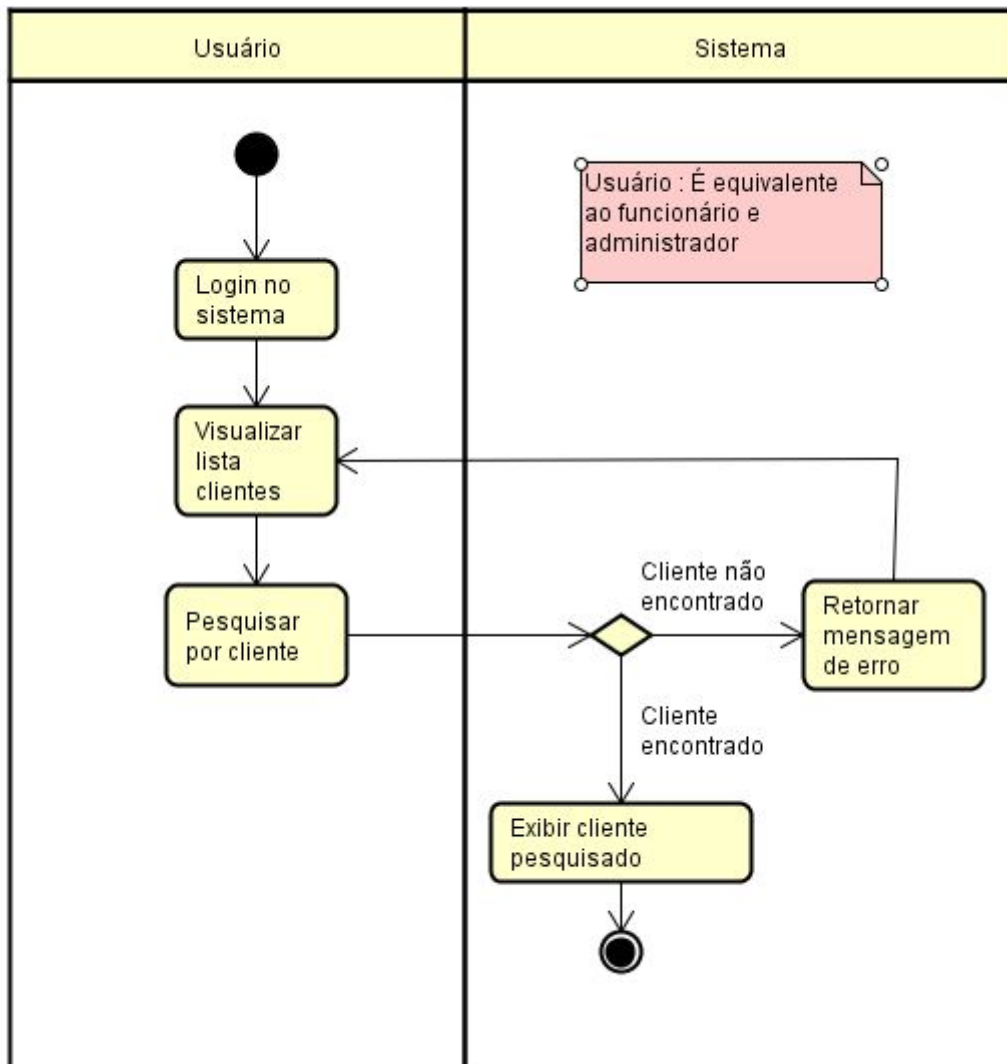 Usuário
Sistema
Usuário : É equivalente
ao funcionário e
administrador
Login no
sistema
Visualizar
lista
clientes
Pesquisar
por cliente
Cliente não
encontrado
Retornar
mensagem
de erro
Cliente
encontrado
Exibir cliente
pesquisado